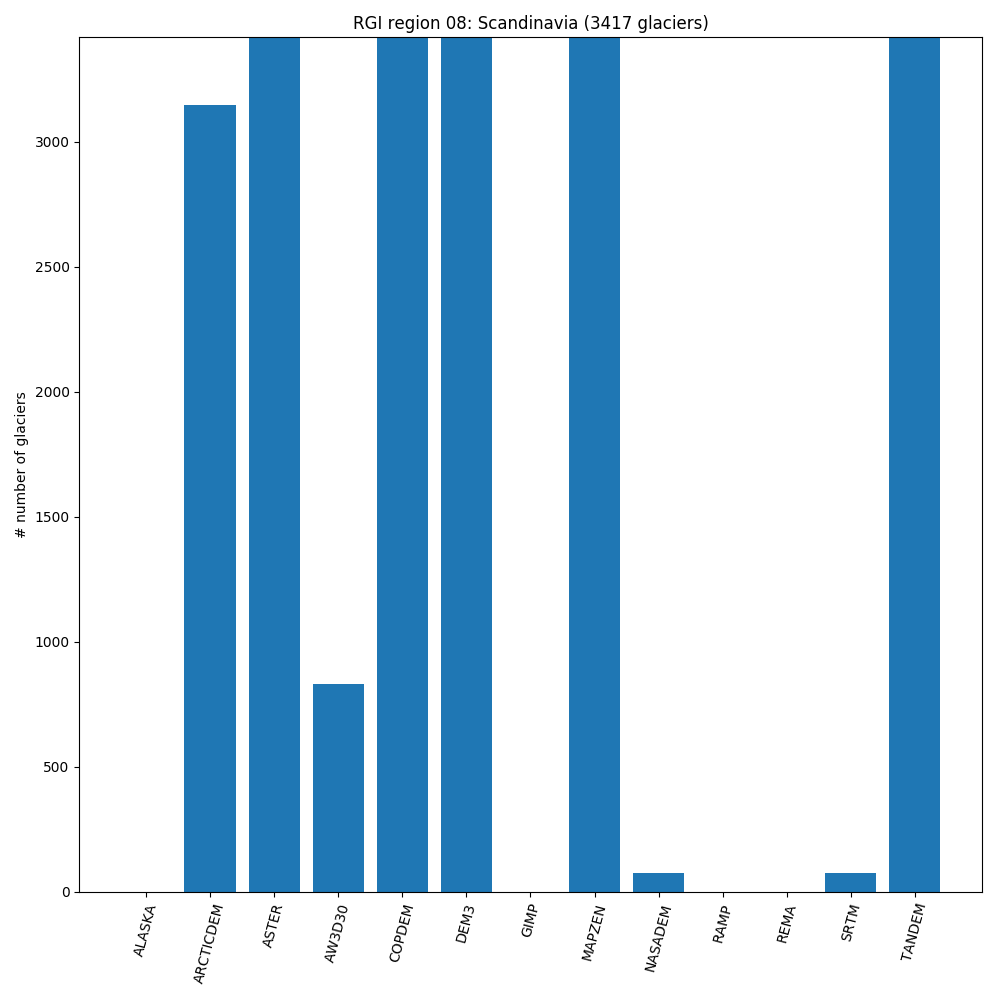 RGI region 08: Scandinavia (3417 glaciers)
# number of glaciers
3000
2500
2000
1500
1000
500
0
ALASKA
ARCTICDEM
ASTER
AW3D30
COPDEM
DEM3
GIMP
MAPZEN
NASADEM
RAMP
REMA
SRTM
TANDEM